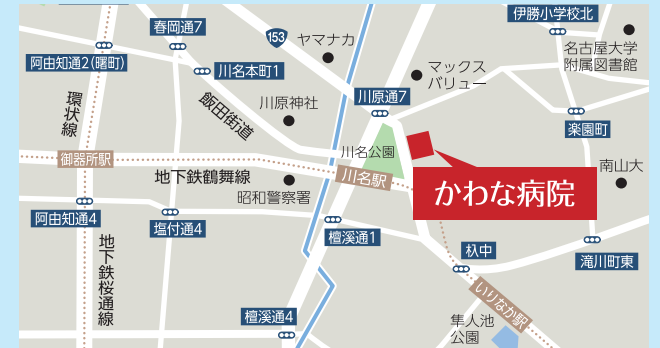 伊勝小学校北
春岡通7
153
ヤマナカ
名古屋大学
附属図書館
阿由知通2(曙町)
川名本町1
マックス
バリュー
環状線
飯田街道
川原神社
川原通7
楽園町
川名公園
御器所駅
地下鉄鶴舞線
川名駅
かわな病院
南山大
昭和警察署
阿由知通4
塩付通4
檀溪通1
杁中
滝川町東
地下鉄桜通線
いりなか駅
檀溪通4
隼人池
公園